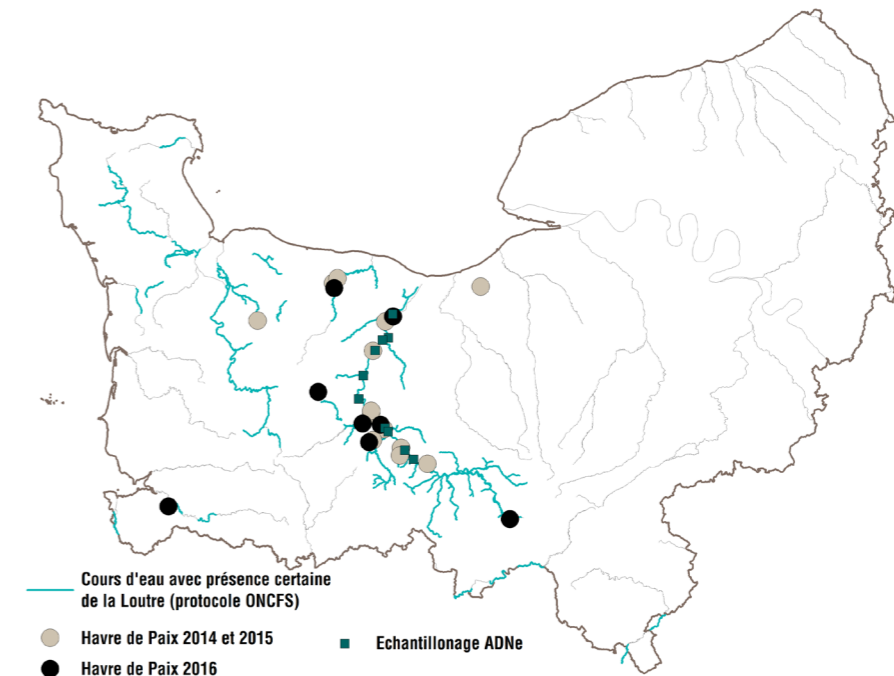 Cours d'eau avec présence certaine
de la Loutre (protocole ONCFS)
Havre de Paix 2014 et 2015
Havre de Paix 2016
Echantillonage ADNe